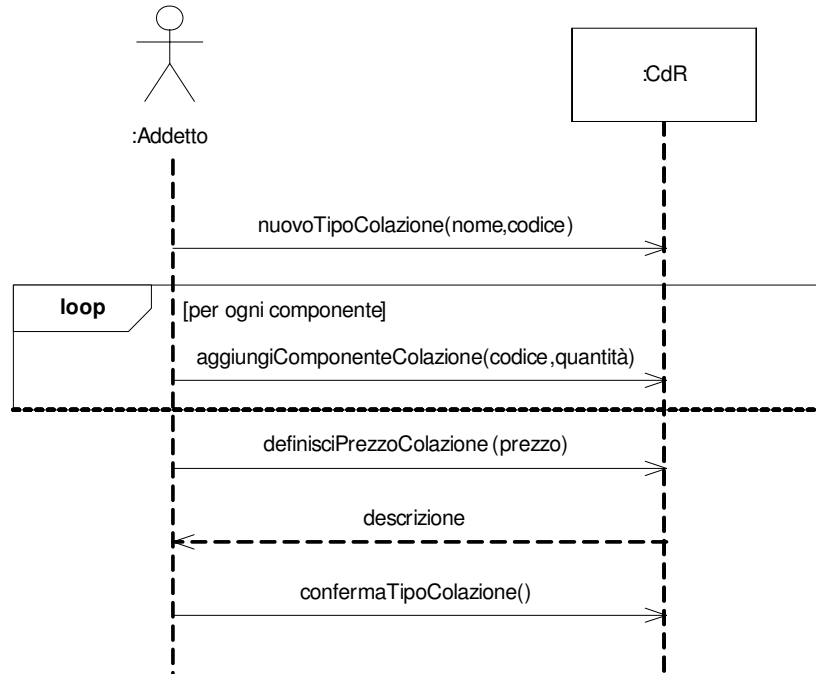 :CdR
:Addetto
nuovoTipoColazione(nome,codice)
loop
[per ogni componente]
aggiungiComponenteColazione(codice,quantità)
definisciPrezzoColazione(prezzo)
descrizione
confermaTipoColazione()